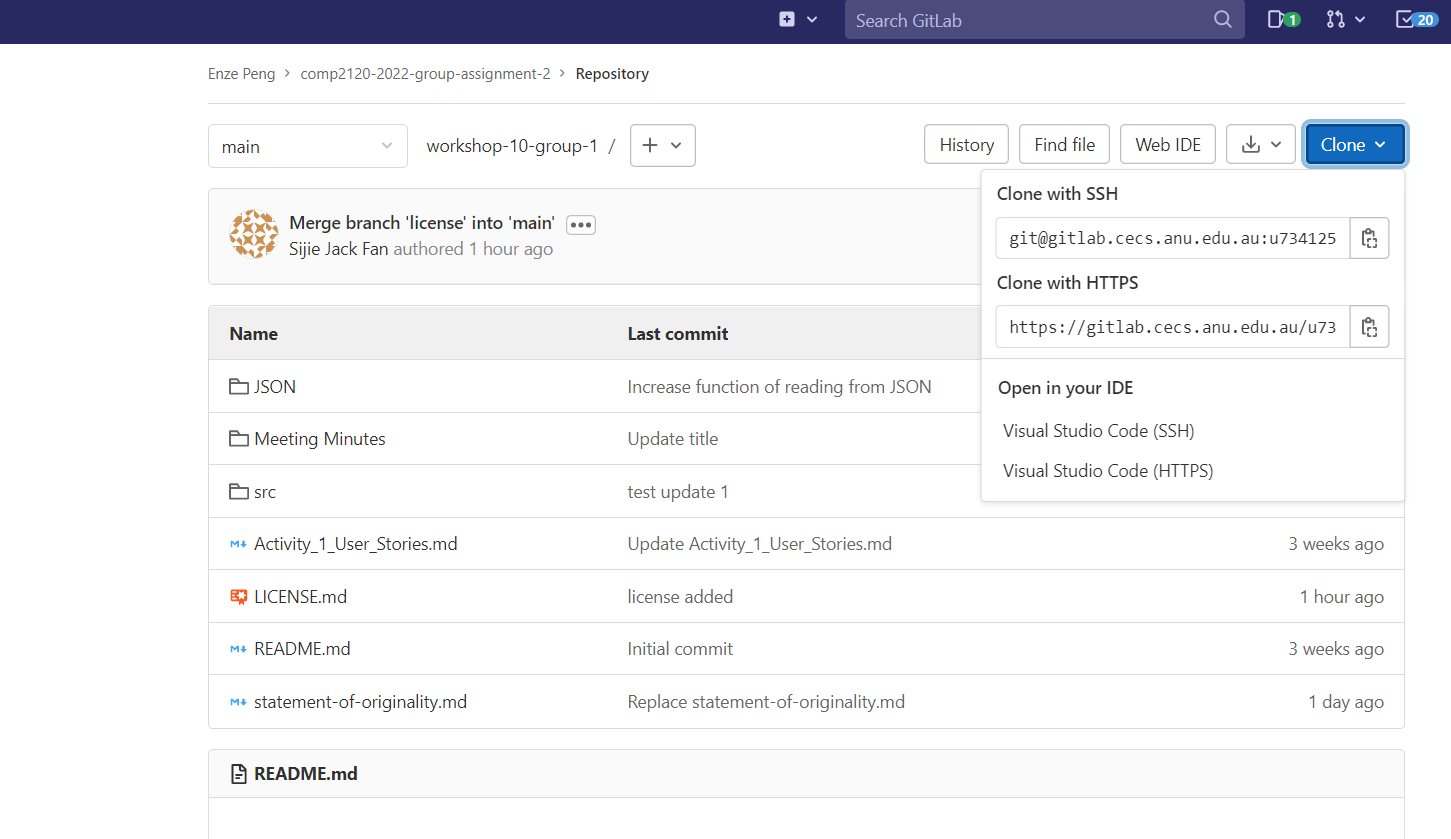 Search GitLab
1
20
Enze Peng > comp2120-2022-group-assignment-2 > Repository
main
workshop-10-group-1 / +
History
Find file
Web IDE
Clone
Merge branch 'license' into 'main'
Sijie Jack Fan authored 1 hour ago
Clone with SSH
git@gitlab.cecs.anu.edu.au:u734125
Clone with HTTPS
https://gitlab.cecs.anu.edu.au/u73
Open in your IDE
Visual Studio Code (SSH)
Visual Studio Code (HTTPS)
Name Last commit
JSON Increase function of reading from JSON
Meeting Minutes Update title
src test update 1
Activity_1_User_Stories.md Update Activity_1_User_Stories.md 3 weeks ago
LICENSE.md license added 1 hour ago
README.md Initial commit 3 weeks ago
statement-of-originality.md Replace statement-of-originality.md 1 day ago
README.md